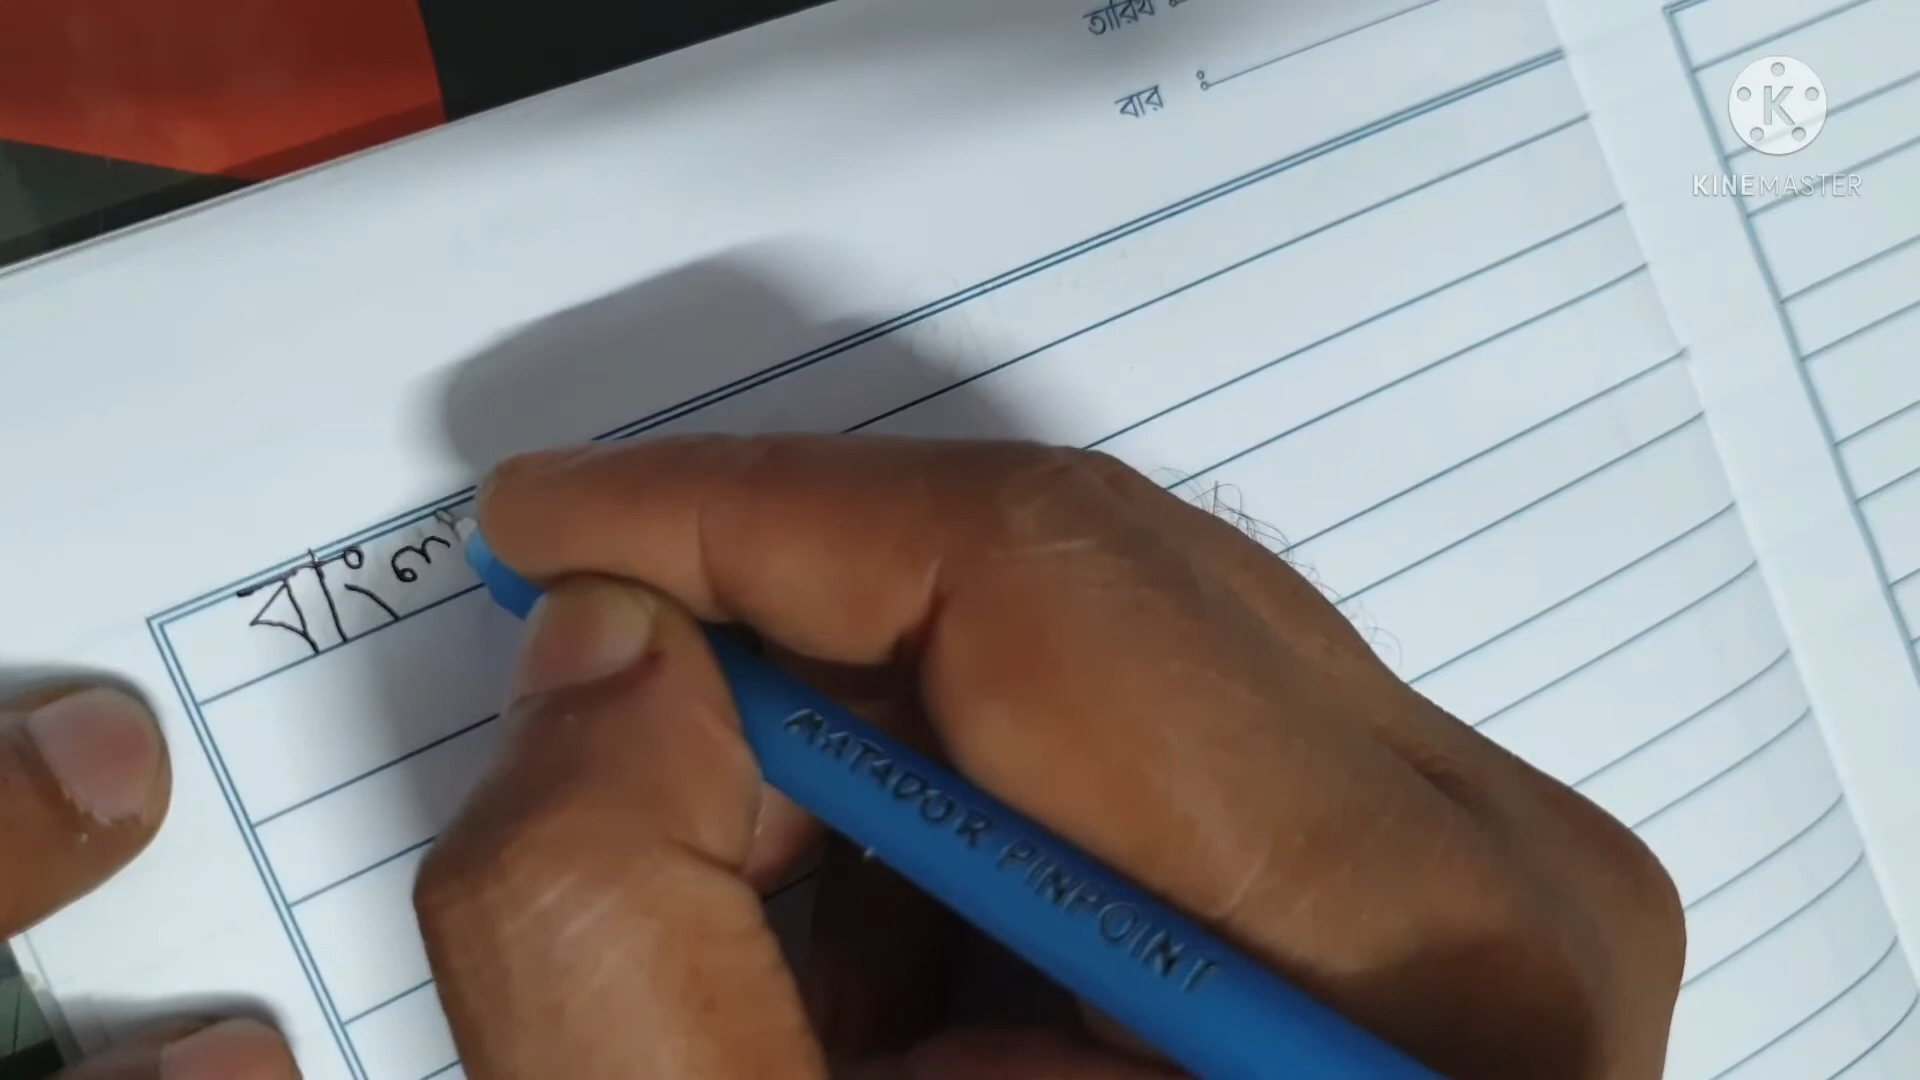 তারিখ :
বার :
KINEMASTER
বাংল
MATADOR PINPOINT